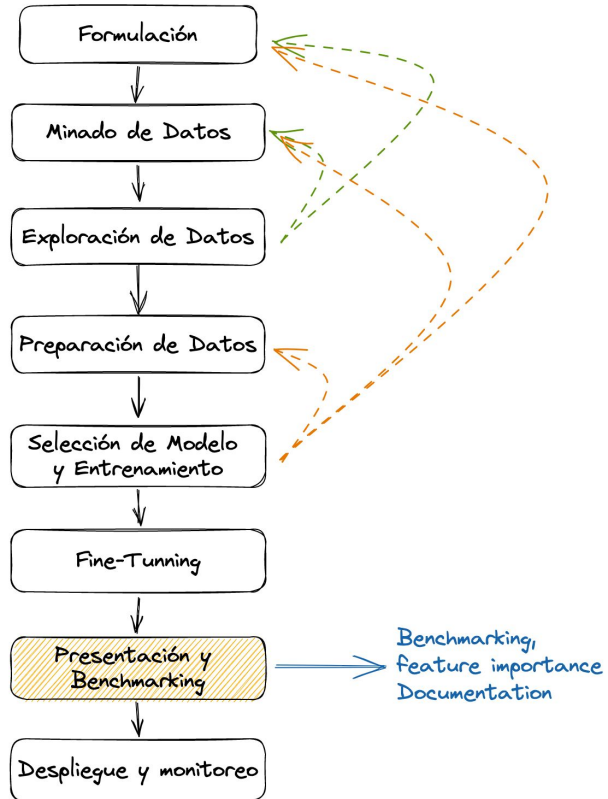 Formulación
Minado de Datos
Exploración de Datos
Preparación de Datos
Selección de Modelo
y Entrenamiento
Fine-Tunning
Presentación y
Benchmarking
Benchmarking,
feature importance
Documentation
Despliegue y monitoreo